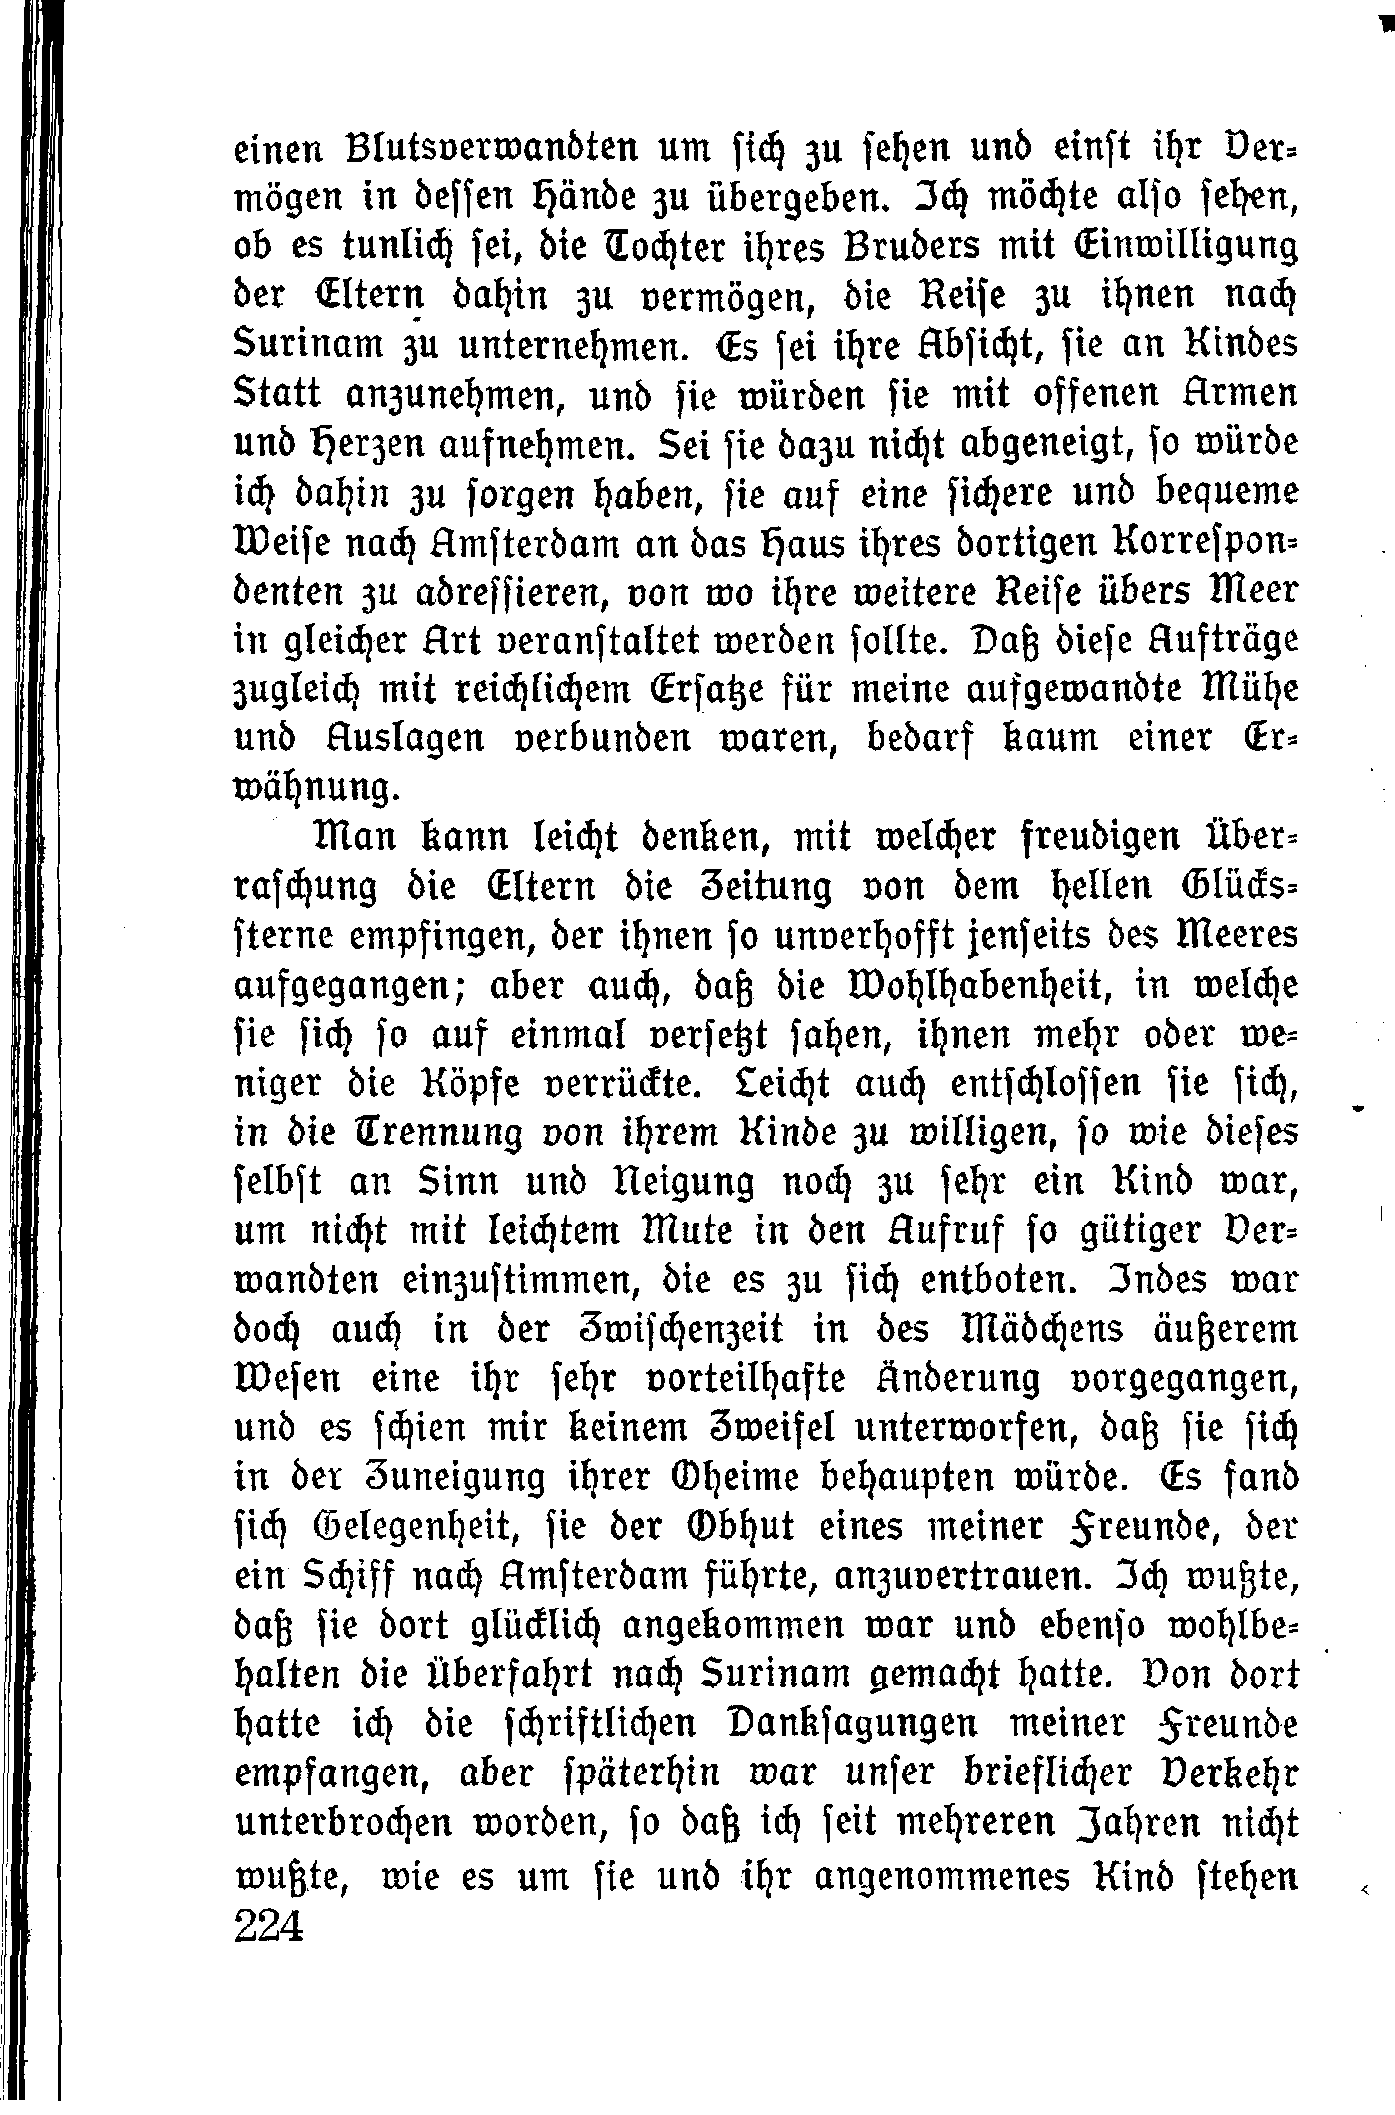 einen Blutsverwandten um sich zu sehen und einst ihr Ver-
mögen in dessen Hände zu übergeben. Ich möchte also sehen,
ob es tunlich sei, die Tochter ihres Bruders mit Einwilligung
der Eltern dahin zu vermögen, die Reise zu ihnen nach
Surinam zu unternehmen. Es sei ihre Absicht, sie an Kindes
Statt anzunehmen, und sie würden sie mit offenen Armen
und Herzen aufnehmen. Sei sie dazu nicht abgeneigt, so würde
ich dahin zu sorgen haben, sie auf eine sichere und bequeme
Weise nach Amsterdam an das Haus ihres dortigen Korrespon-
denten zu adressieren, von wo ihre weitere Reise übers Meer
in gleicher Art veranstaltet werden sollte. Daß diese Aufträge
zugleich mit reichlichem Ersatze für meine aufgewandte Mühe
und Auslagen verbunden waren, bedarf kaum einer Er-
wähnung.
Man kann leicht denken, mit welcher freudigen Über-
raschung die Eltern die Zeitung von dem hellen Glücks-
sterne empfingen, der ihnen so unverhofft jenseits des Meeres
aufgegangen; aber auch, daß die Wohlhabenheit, in welche
sie sich so auf einmal versetzt sahen, ihnen mehr oder we-
niger die Köpfe verrückte. Leicht auch entschlossen sie sich,
in die Trennung von ihrem Kinde zu willigen, so wie dieses
selbst an Sinn und Neigung noch zu sehr ein Kind war,
um nicht mit leichtem Mute in den Aufruf so gütiger Ver-
wandten einzustimmen, die es zu sich entboten. Indes war
doch auch in der Zwischenzeit in des Mädchens äußerem
Wesen eine ihr sehr vorteilhafte Änderung vorgegangen,
und es schien mir keinem Zweifel unterworfen, daß sie sich
in der Zuneigung ihrer Oheime behaupten würde. Es fand
sich Gelegenheit, sie der Obhut eines meiner Freunde, der
ein Schiff nach Amsterdam führte, anzuvertrauen. Ich wußte,
daß sie dort glücklich angekommen war und ebenso wohlbe-
halten die Überfahrt nach Surinam gemacht hatte. Von dort
hatte ich die schriftlichen Danksagungen meiner Freunde
empfangen, aber späterhin war unser brieflicher Verkehr
unterbrochen worden, so daß ich seit mehreren Jahren nicht
wußte, wie es um sie und ihr angenommenes Kind stehen
224